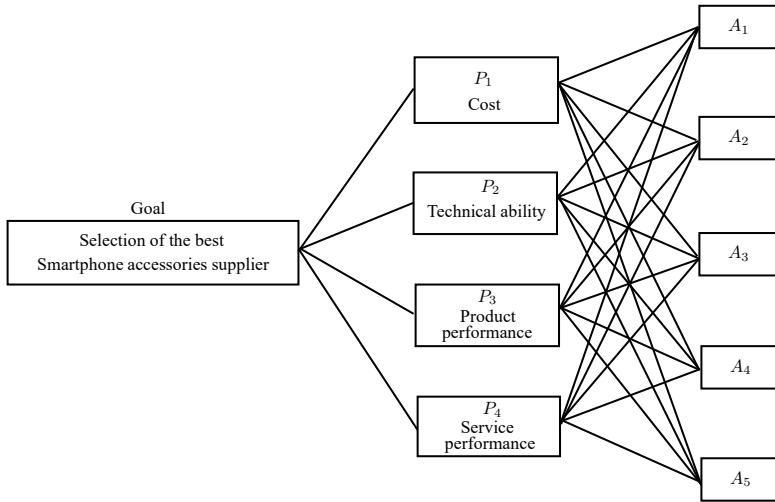 Goal
Selection of the best
Smartphone accessories supplier
P₁
Cost
P₂
Technical ability
P₃
Product
performance
P₄
Service
performance
A₁
A₂
A₃
A₄
A₅